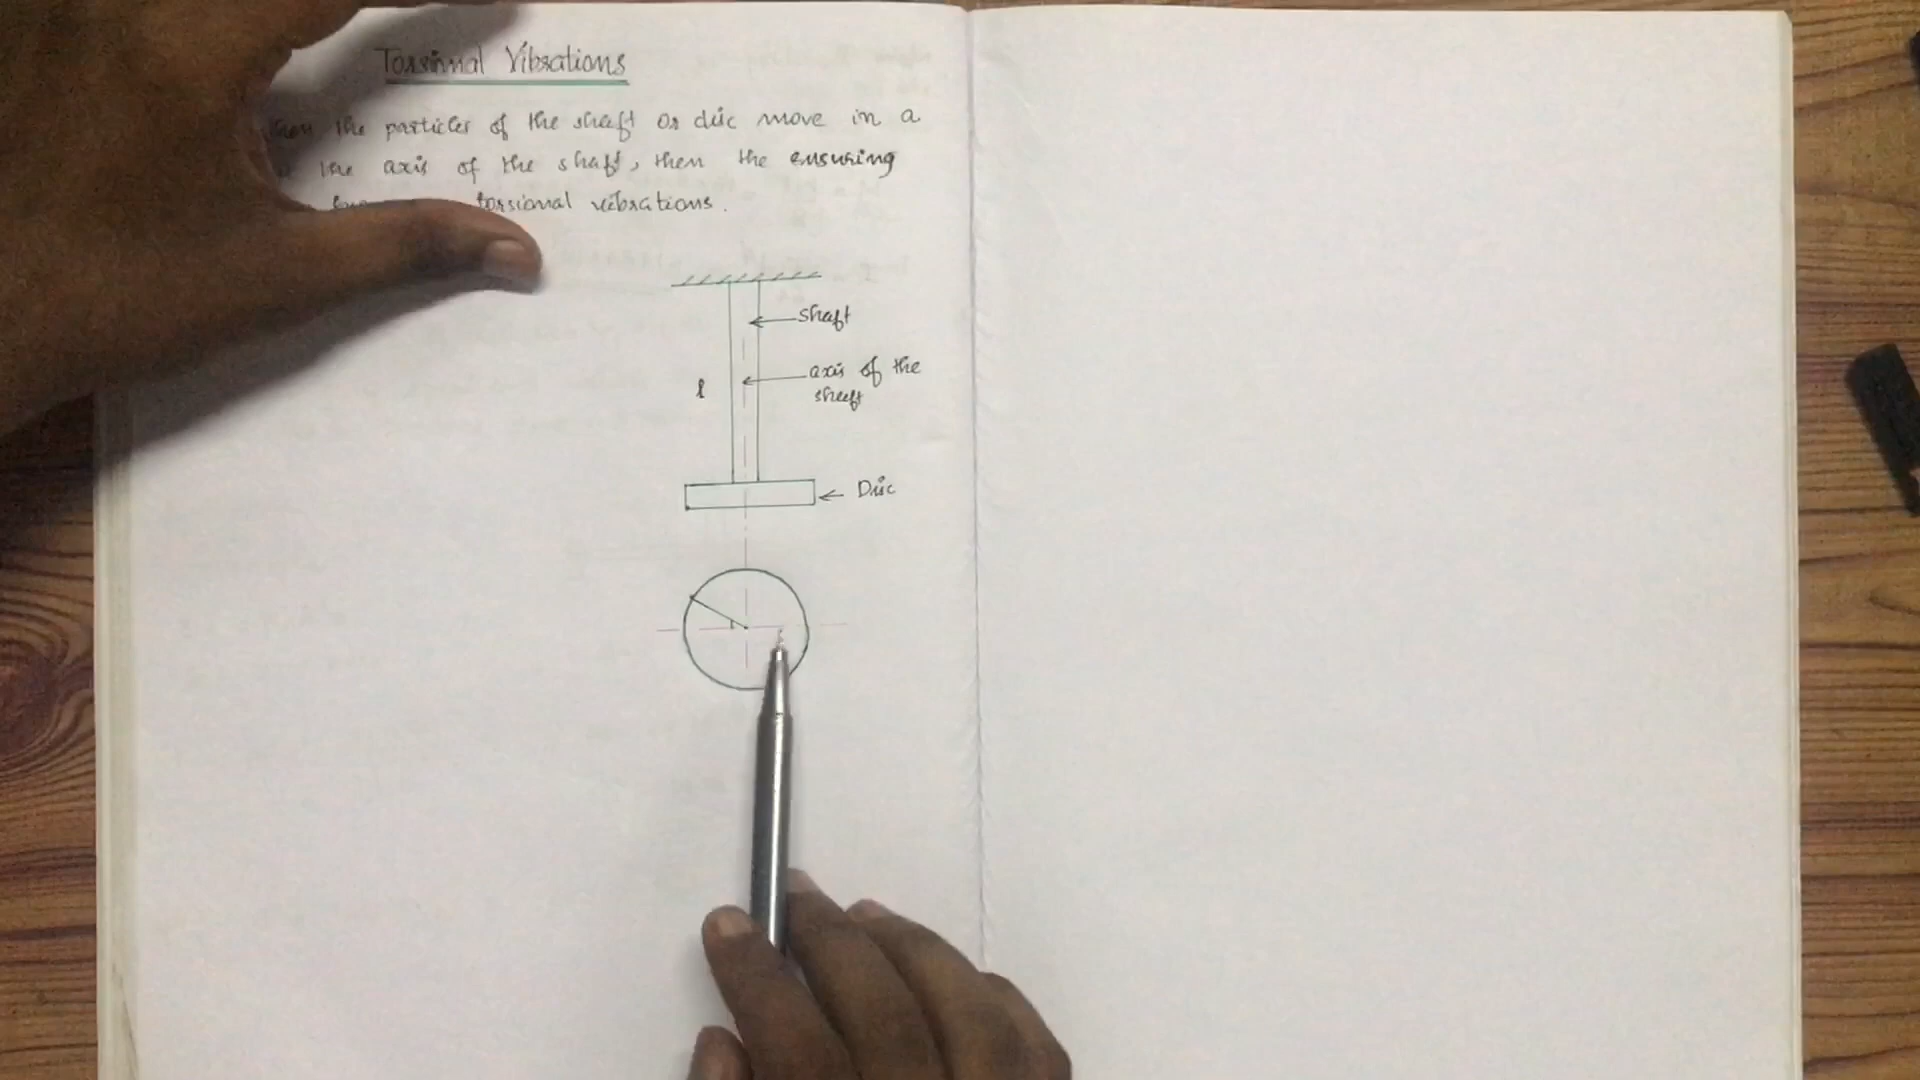 Torsional Vibrations
the particles of the shaft or disc move in a
the axis of the shaft, then the ensuring
torsional vibrations.
shaft
axis of the
shaft
l
Disc